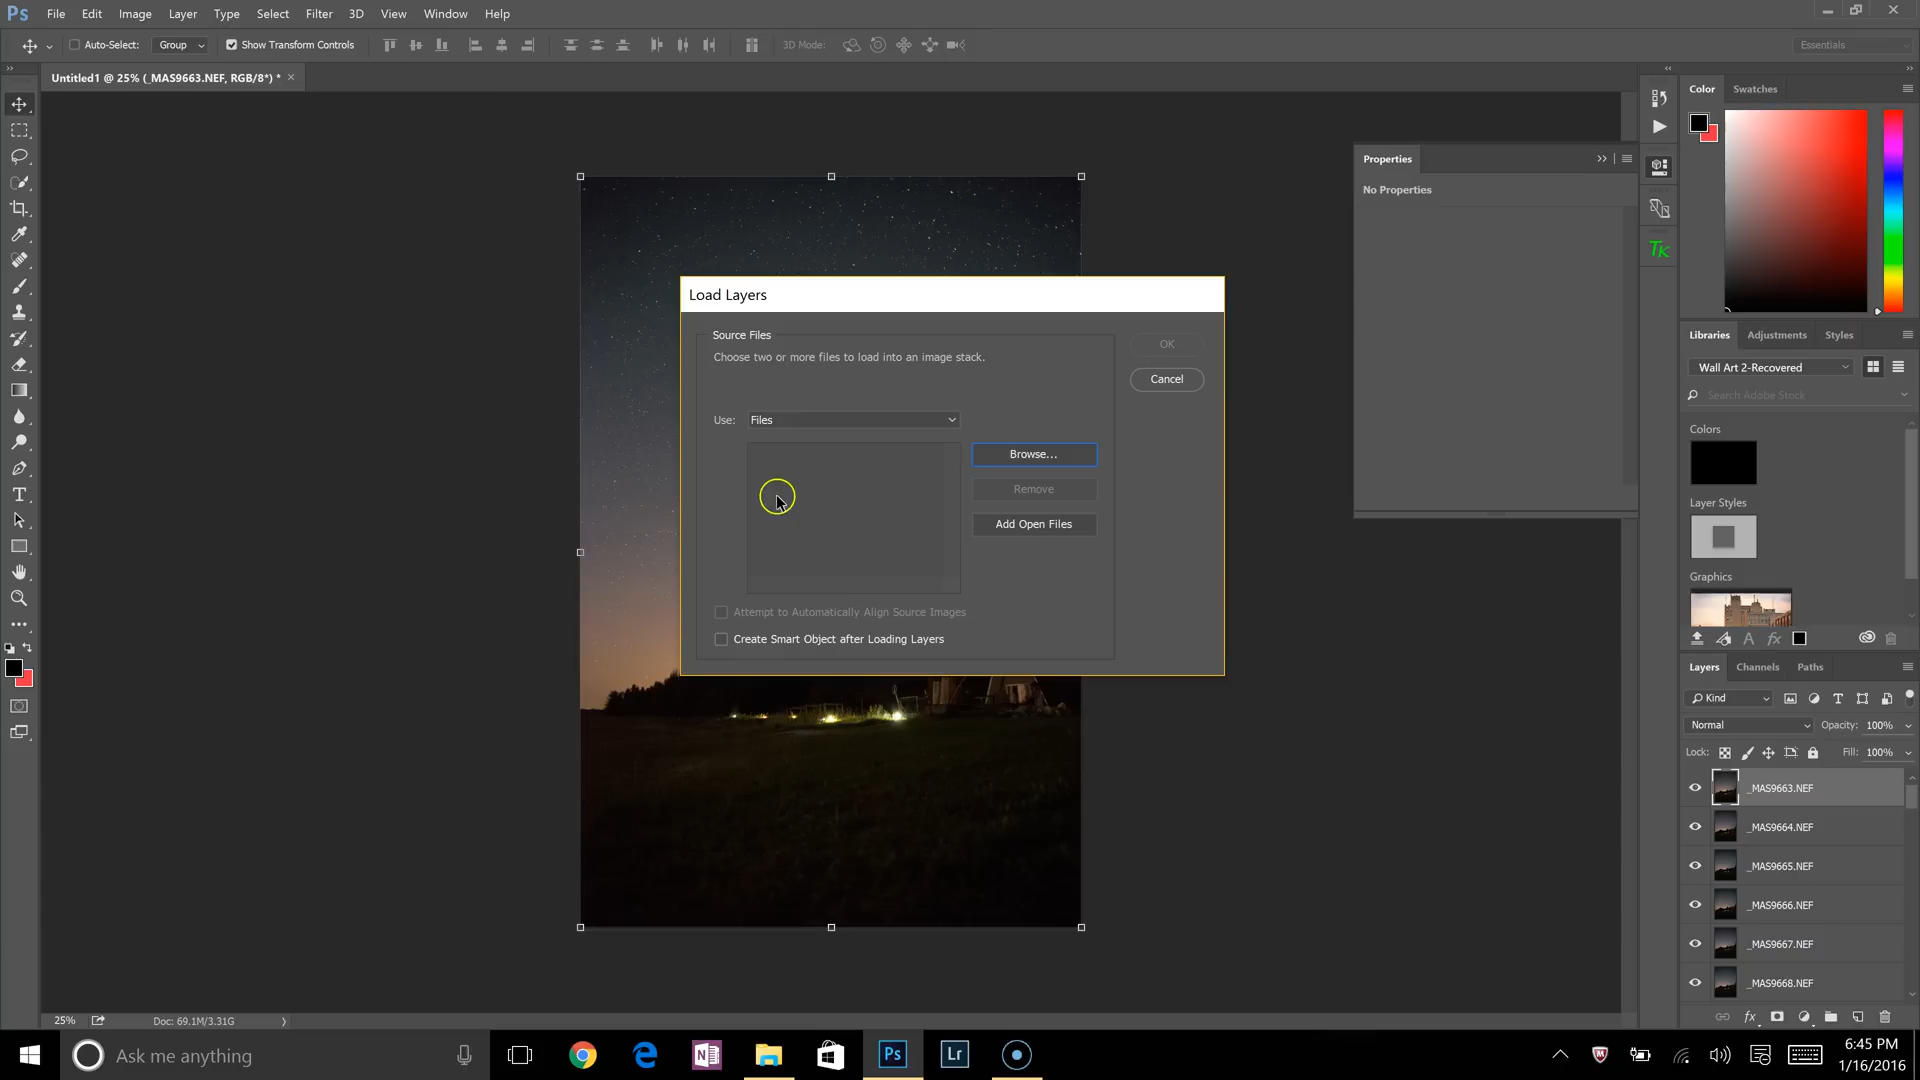 Ps File Edit Image Layer Type Select Filter 3D View Window Help
Auto-Select: Group Show Transform Controls 3D Mode: Essentials
Untitled1 @ 25% (_MAS9663.NEF, RGB/8*) * ×
Color Swatches
Properties
No Properties
TK
Load Layers
Source Files
Choose two or more files to load into an image stack.
OK
Cancel
Use: Files
Browse...
Remove
Add Open Files
Attempt to Automatically Align Source Images
Create Smart Object after Loading Layers
Libraries Adjustments Styles
Wall Art 2-Recovered
Search Adobe Stock
Colors
Layer Styles
Graphics
Layers Channels Paths
Kind
Normal Opacity: 100%
Lock: Fill: 100%
_MAS9663.NEF
_MAS9664.NEF
_MAS9665.NEF
_MAS9666.NEF
_MAS9667.NEF
_MAS9668.NEF
25% Doc: 69.1M/3.31G
Ask me anything
Ps Lr
6:45 PM
1/16/2016